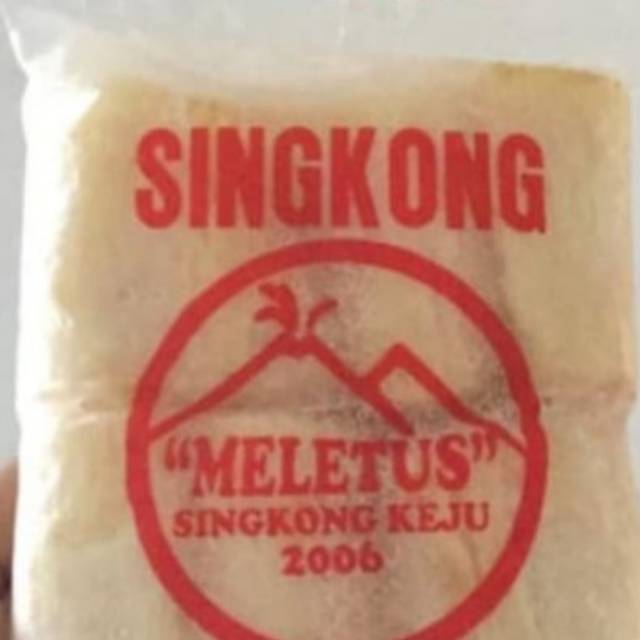 SINGKONG
"MELETUS"
SINGKONG KEJU
2006